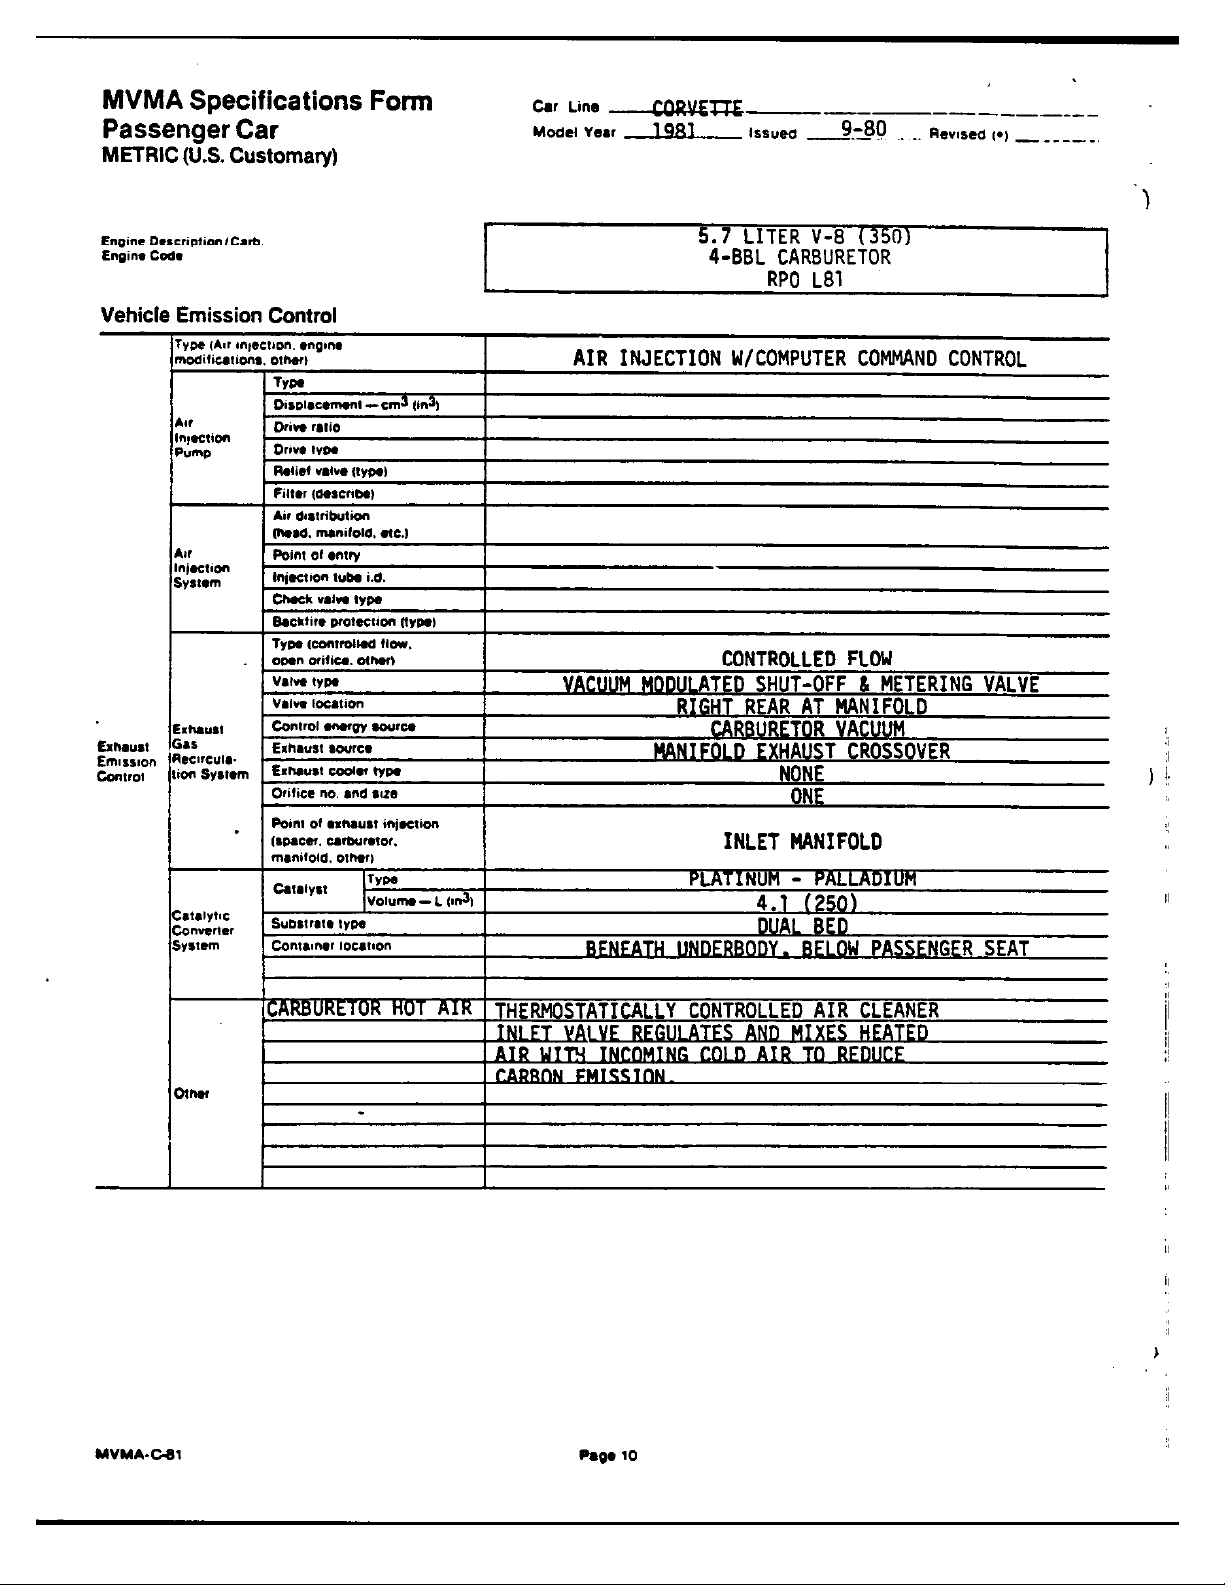 MVMA Specifications Form
Passenger Car
METRIC (U.S. Customary)
Car Line CORVETTE
Model Year 1981 Issued 9-80 Revised (•)
Engine Description / Carb.
Engine Code
5.7 LITER V-8 (350)
4-BBL CARBURETOR
RPO L81
Vehicle Emission Control
Type (Air injection, engine
modifications, other)
AIR INJECTION W/COMPUTER COMMAND CONTROL
Exhaust
Emission
Control
Air
Injection
Pump
Type
Displacement — cm3 (in3)
Drive ratio
Drive type
Relief valve (type)
Filter (describe)
Air
Injection
System
Air distribution
(head, manifold, etc.)
Point of entry
Injection tube i.d.
Check valve type
Backfire protection (type)
Exhaust
Gas
Recircula-
tion System
Type (controlled flow,
open orifice, other)
CONTROLLED FLOW
Valve type VACUUM MODULATED SHUT-OFF & METERING VALVE
Valve location RIGHT REAR AT MANIFOLD
Control energy source CARBURETOR VACUUM
Exhaust source MANIFOLD EXHAUST CROSSOVER
Exhaust cooler type NONE
Orifice no. and size ONE
Point of exhaust injection
(spacer, carburetor,
manifold, other)
INLET MANIFOLD
Catalytic
Converter
System
Catalyst
Type PLATINUM - PALLADIUM
Volume — L (in3) 4.1 (250)
Substrate type DUAL BED
Container location BENEATH UNDERBODY, BELOW PASSENGER SEAT
Other
CARBURETOR HOT AIR THERMOSTATICALLY CONTROLLED AIR CLEANER
INLET VALVE REGULATES AND MIXES HEATED
AIR WITH INCOMING COLD AIR TO REDUCE
CARBON EMISSION.
MVMA-C-81
Page 10